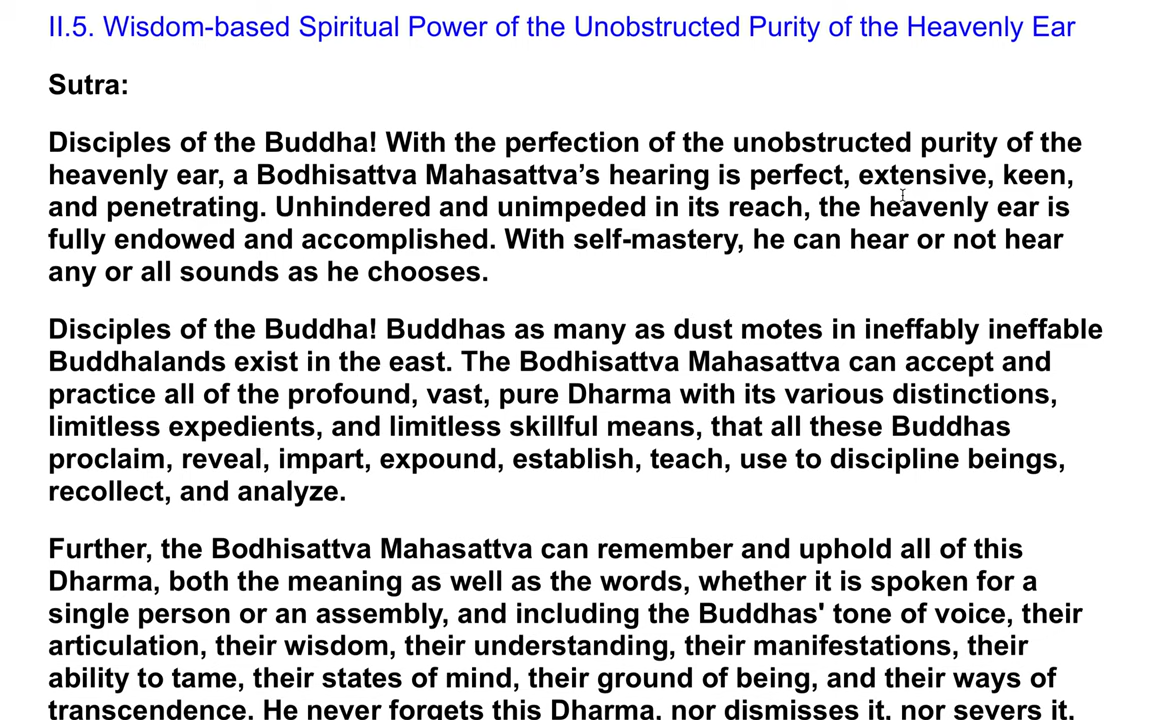 II.5. Wisdom-based Spiritual Power of the Unobstructed Purity of the Heavenly Ear
Sutra:
Disciples of the Buddha! With the perfection of the unobstructed purity of the
heavenly ear, a Bodhisattva Mahasattva’s hearing is perfect, extensive, keen,
and penetrating. Unhindered and unimpeded in its reach, the heavenly ear is
fully endowed and accomplished. With self-mastery, he can hear or not hear
any or all sounds as he chooses.
Disciples of the Buddha! Buddhas as many as dust motes in ineffably ineffable
Buddhalands exist in the east. The Bodhisattva Mahasattva can accept and
practice all of the profound, vast, pure Dharma with its various distinctions,
limitless expedients, and limitless skillful means, that all these Buddhas
proclaim, reveal, impart, expound, establish, teach, use to discipline beings,
recollect, and analyze.
Further, the Bodhisattva Mahasattva can remember and uphold all of this
Dharma, both the meaning as well as the words, whether it is spoken for a
single person or an assembly, and including the Buddhas' tone of voice, their
articulation, their wisdom, their understanding, their manifestations, their
ability to tame, their states of mind, their ground of being, and their ways of
transcendence. He never forgets this Dharma, nor dismisses it, nor severs it,